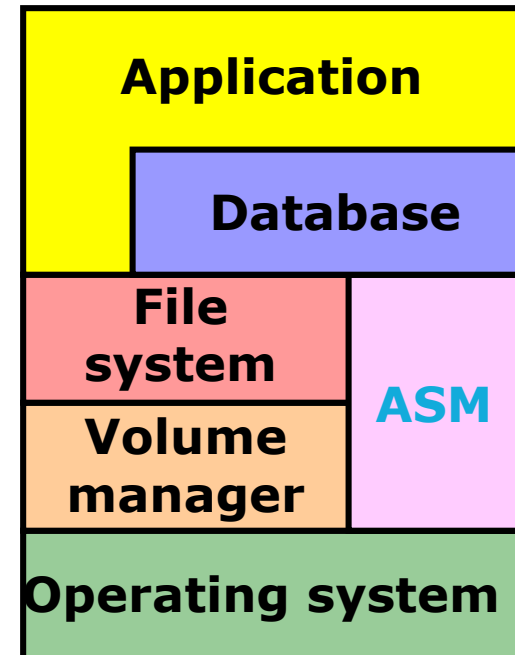 Application
Database
File
system
ASM
Volume
manager
Operating system